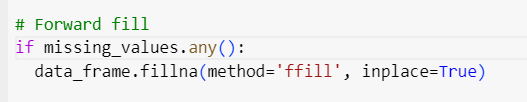 # Forward fill
if missing_values.any():
  data_frame.fillna(method='ffill', inplace=True)